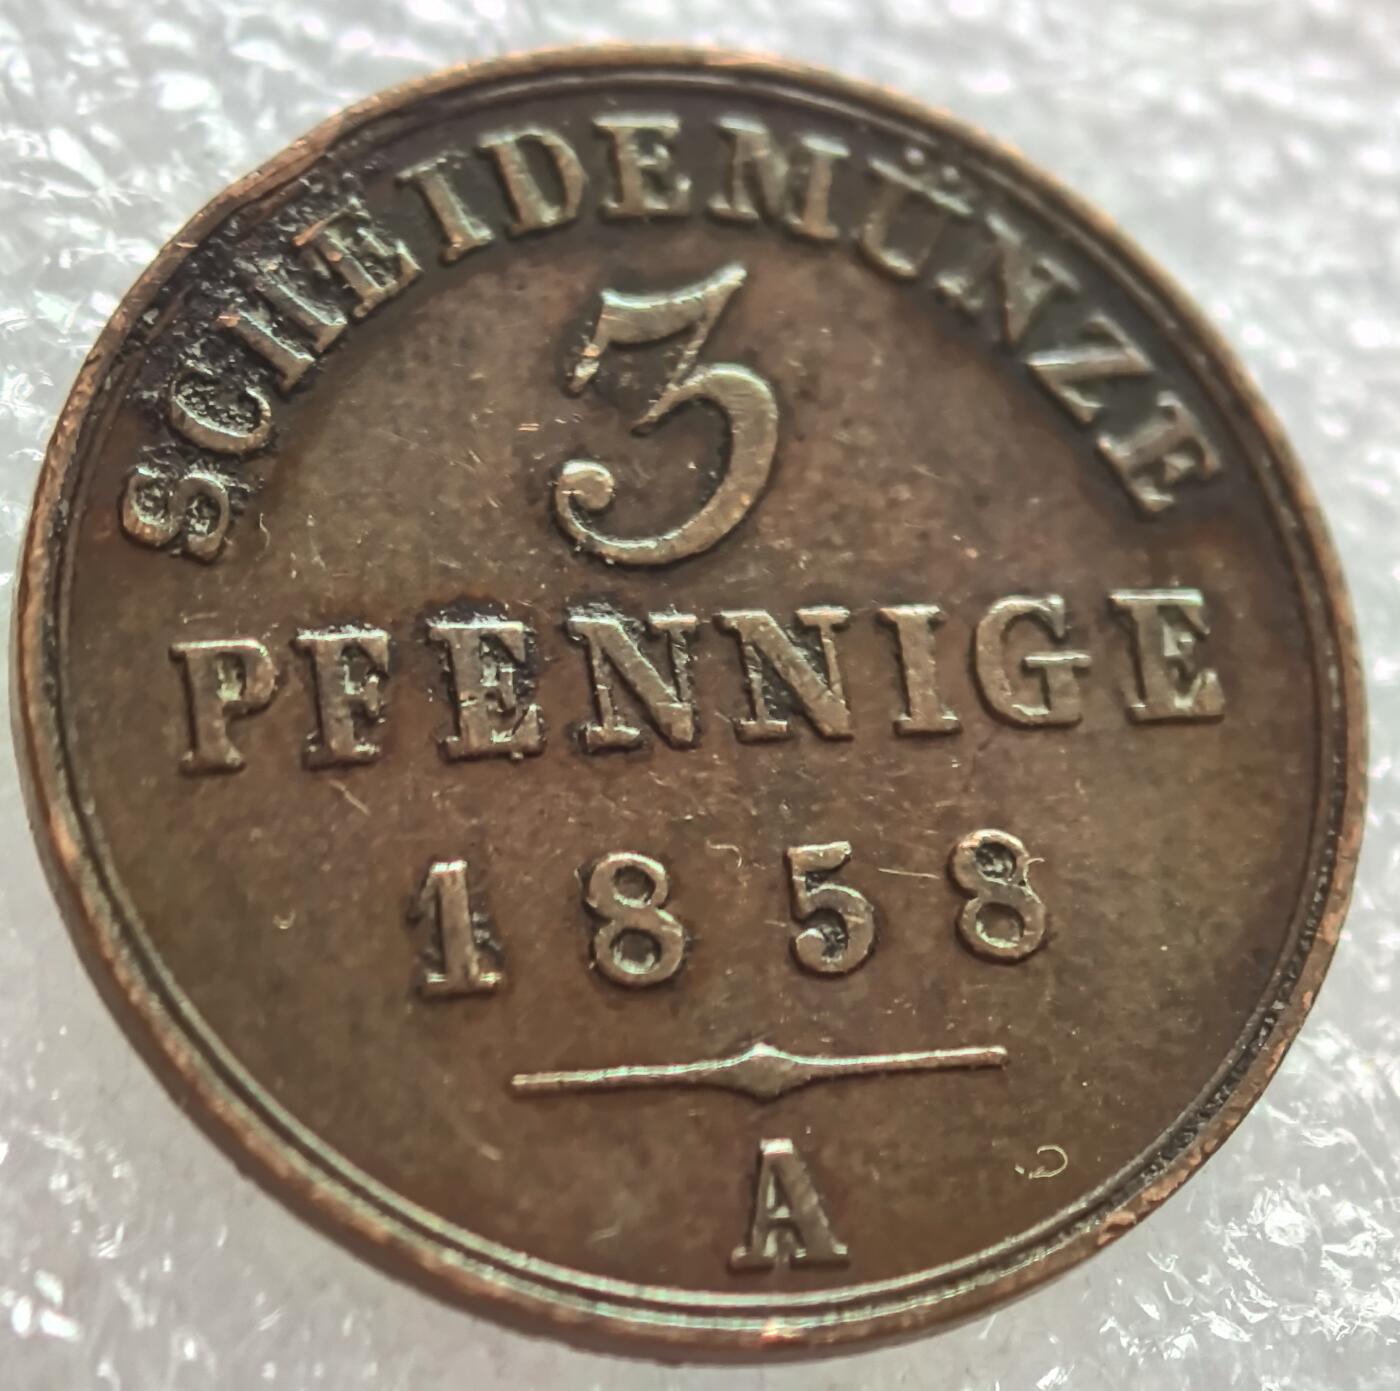 SCHEIDEMÜNZE
3
PFENNIGE
1858
A